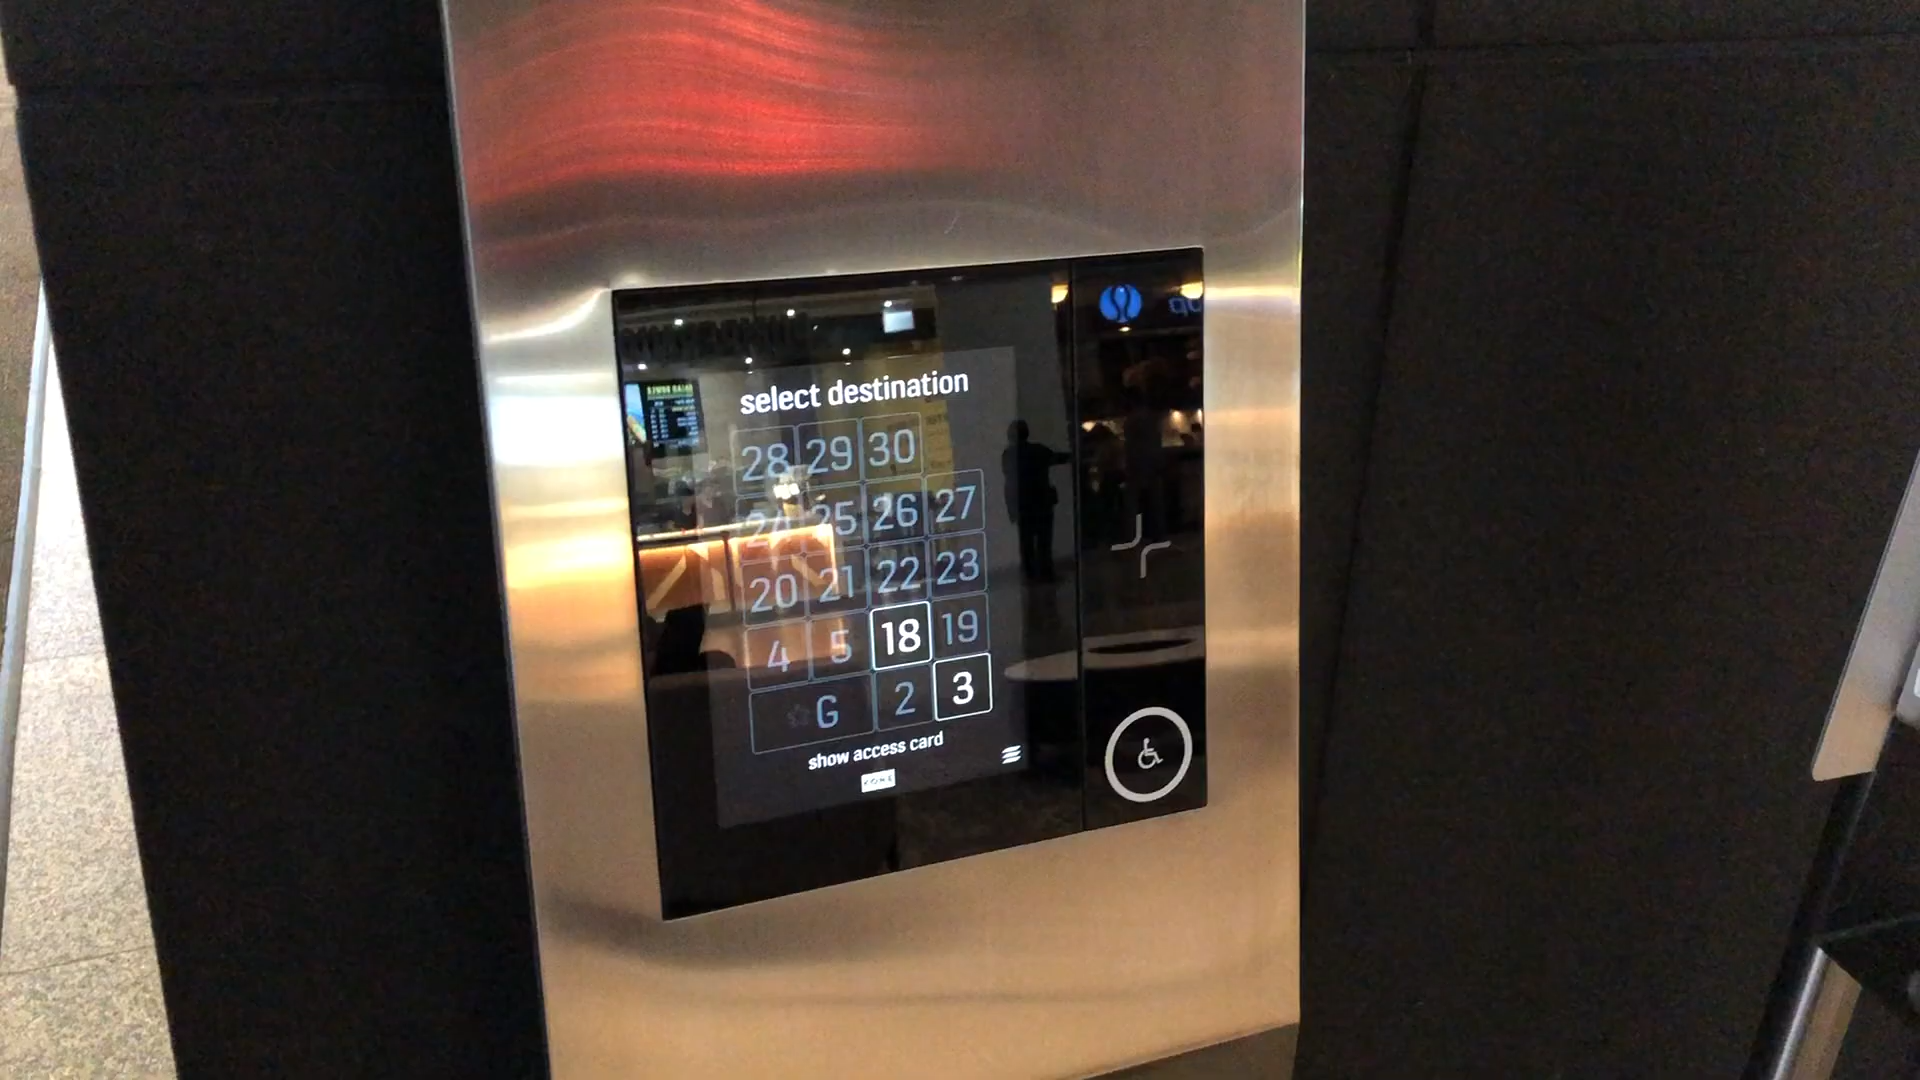 select destination
28 29 30
24 25 26 27
20 21 22 23
4 5 18 19
G 2 3
show access card
KONE